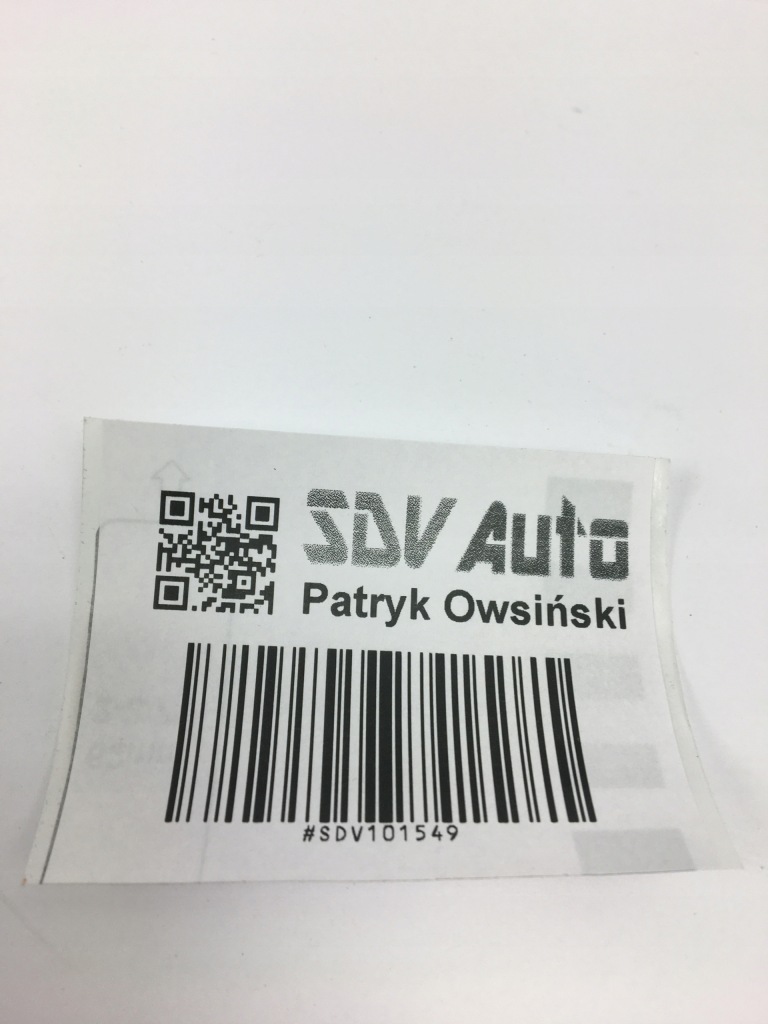 SDV Auto
Patryk Owsiński
#SDV101549